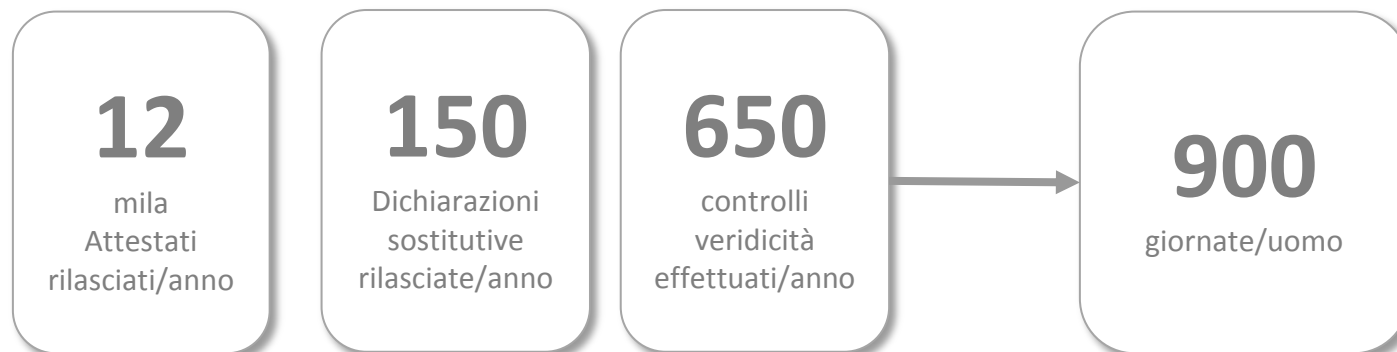 12
mila
Attestati
rilasciati/anno
150
Dichiarazioni
sostitutive
rilasciate/anno
650
controlli
veridicità
effettuati/anno
900
giornate/uomo